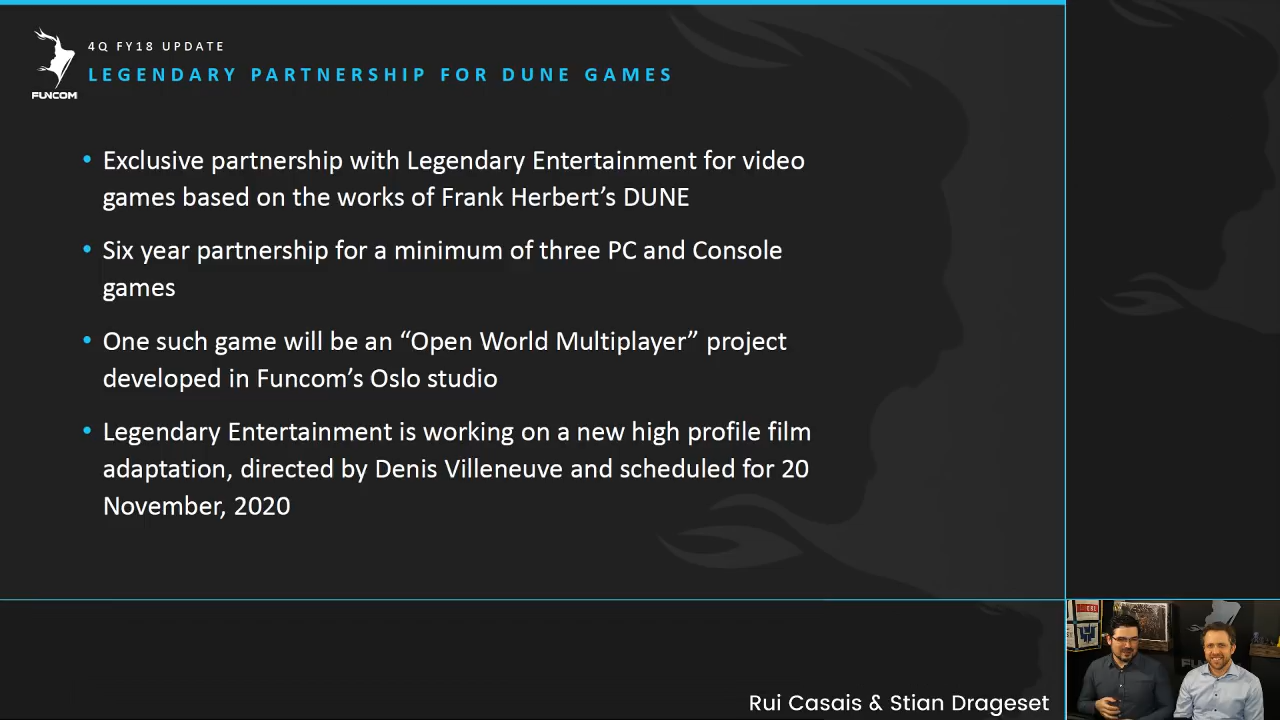 4Q FY18 UPDATE
LEGENDARY PARTNERSHIP FOR DUNE GAMES
FUNCOM
• Exclusive partnership with Legendary Entertainment for video
games based on the works of Frank Herbert’s DUNE
• Six year partnership for a minimum of three PC and Console
games
• One such game will be an “Open World Multiplayer” project
developed in Funcom’s Oslo studio
• Legendary Entertainment is working on a new high profile film
adaptation, directed by Denis Villeneuve and scheduled for 20
November, 2020
Rui Casais & Stian Drageset